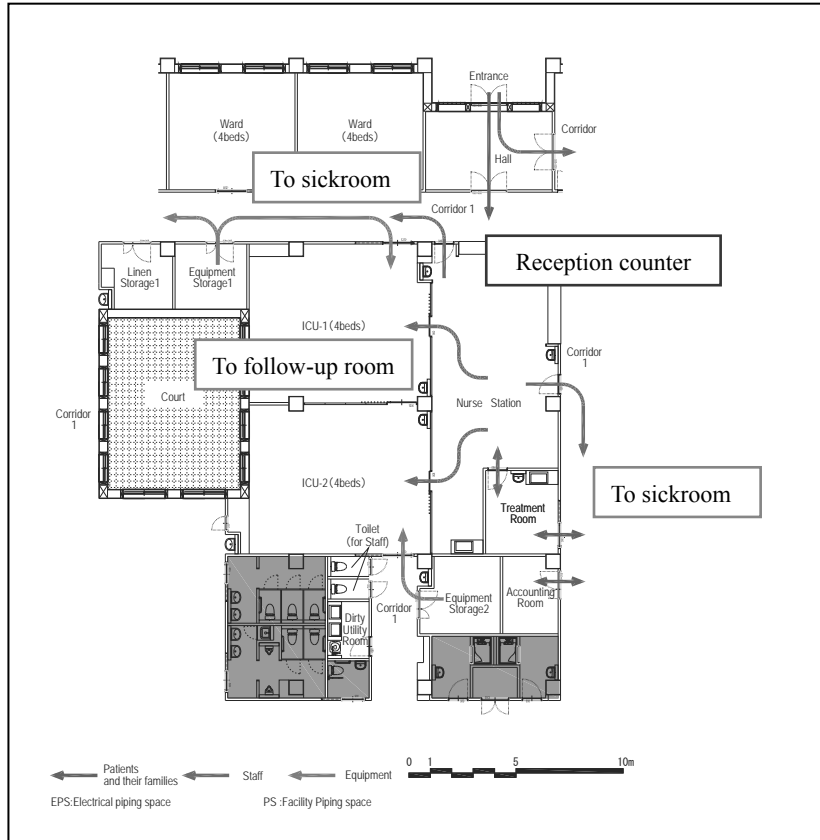 Entrance
Ward
(4beds)
Ward
(4beds)
Corridor
Hall
To sickroom
Corridor 1
Linen
Storage1
Equipment
Storage1
Reception counter
ICU-1(4beds)
To follow-up room
Corridor
1
Court
Nurse Station
Corridor
1
ICU-2(4beds)
To sickroom
Treatment
Room
Toilet
(for Staff)
Equipment
Storage2
Accounting
Room
Corridor
1
Dirty
Utility
Room
0 1 5 10m
Patients
and their families
Staff
Equipment
EPS:Electrical piping space
PS :Facility Piping space